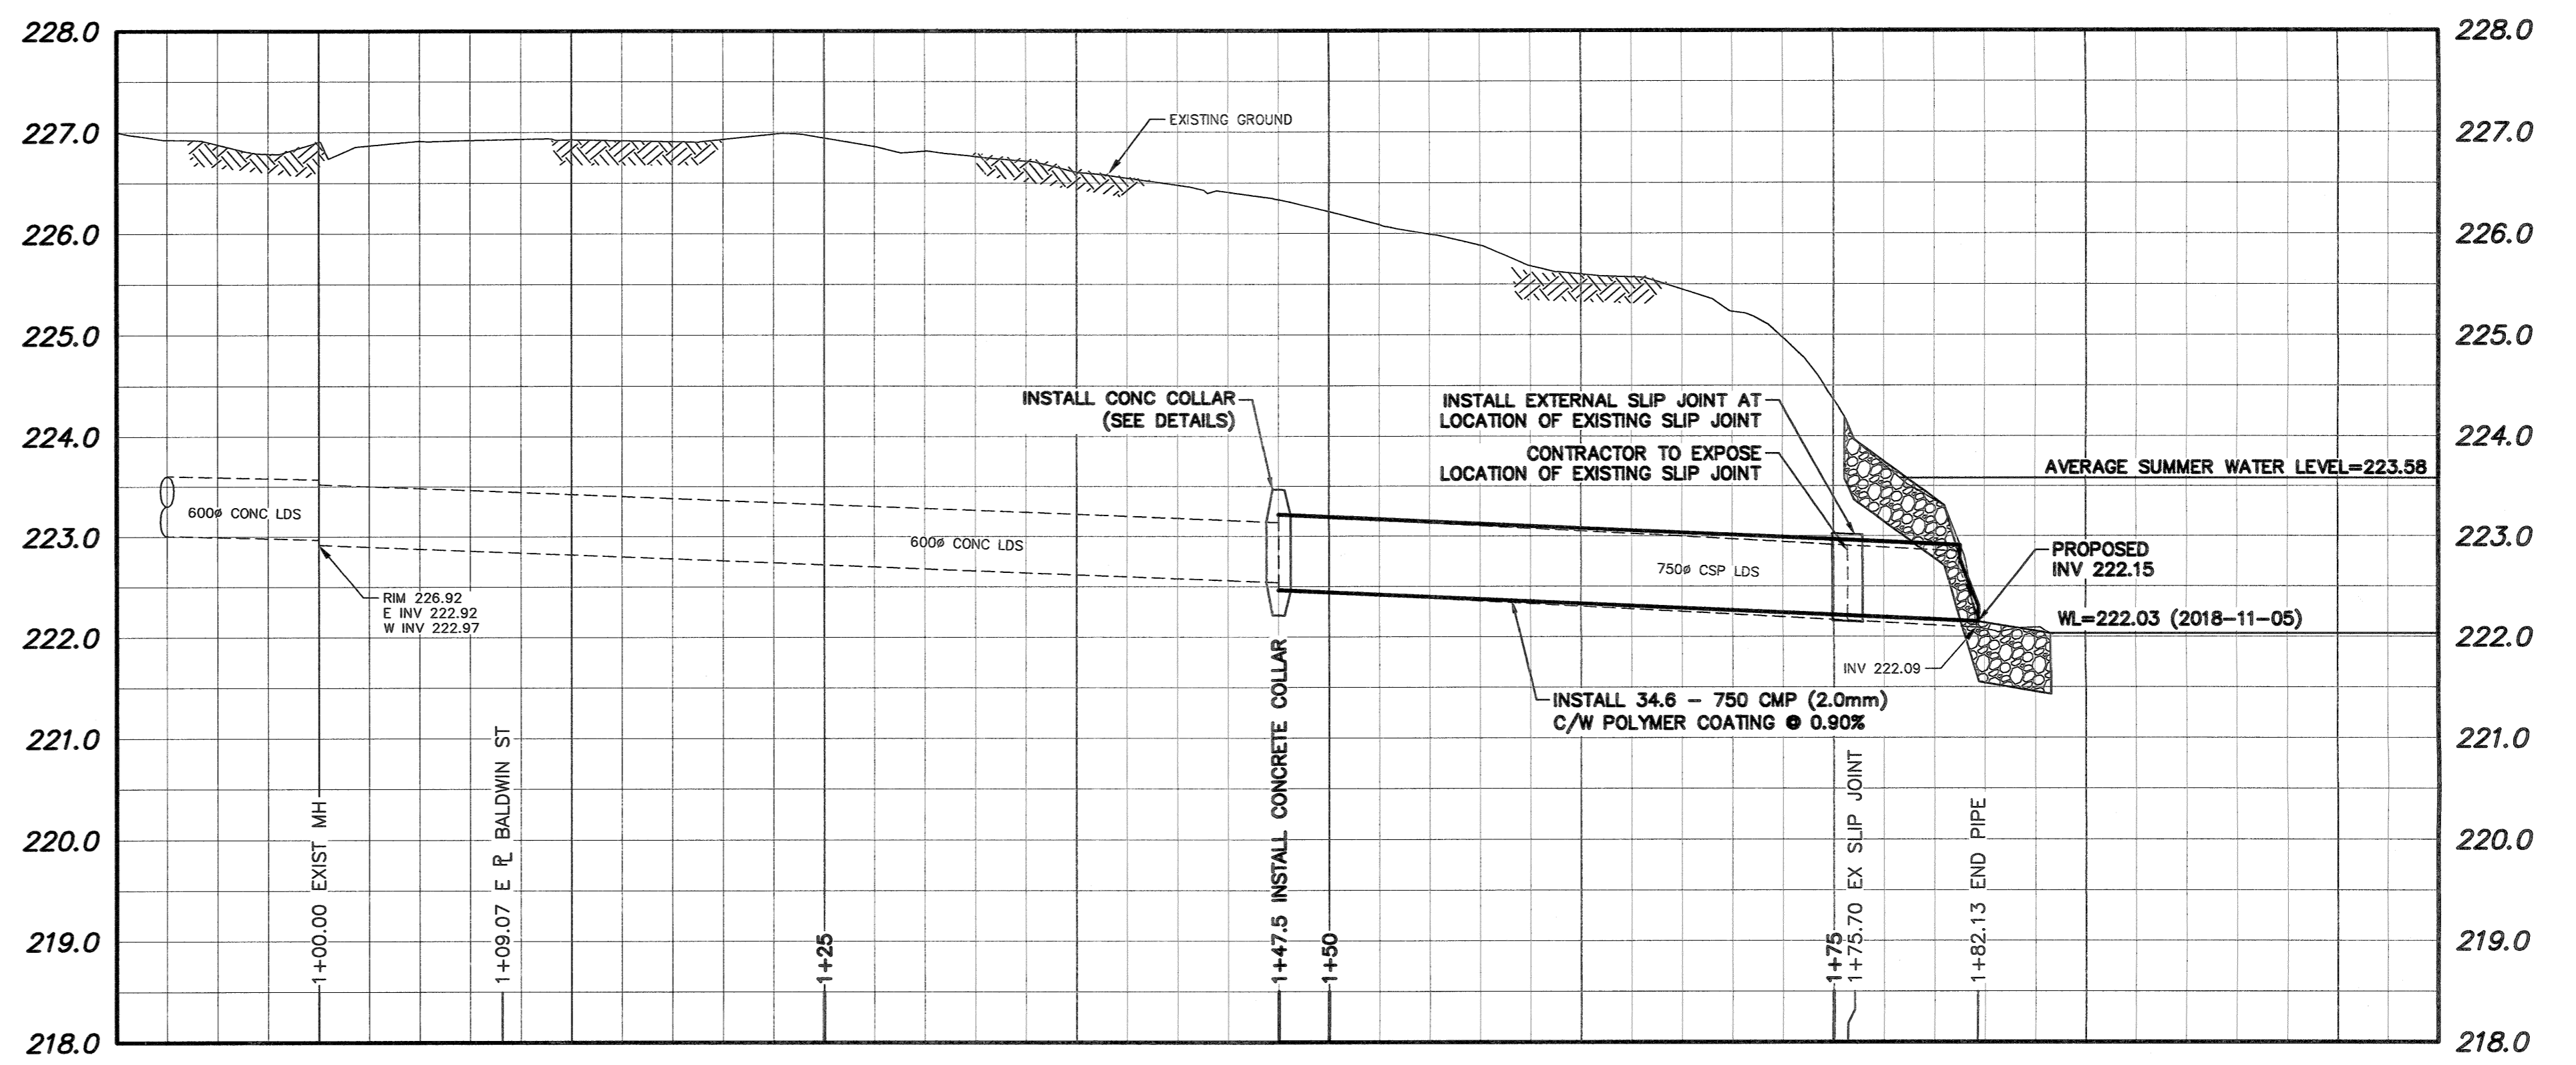 228.0
228.0
EXISTING GROUND
227.0
227.0
226.0
226.0
225.0
225.0
INSTALL CONC COLLAR
(SEE DETAILS)
INSTALL EXTERNAL SLIP JOINT AT
LOCATION OF EXISTING SLIP JOINT
224.0
224.0
CONTRACTOR TO EXPOSE
LOCATION OF EXISTING SLIP JOINT
AVERAGE SUMMER WATER LEVEL=223.58
600ø CONC LDS
223.0
600ø CONC LDS
223.0
750ø CSP LDS
PROPOSED
INV 222.15
RIM 226.92
E INV 222.92
W INV 222.97
WL=222.03 (2018-11-05)
222.0
222.0
INV 222.09
INSTALL 34.6 - 750 CMP (2.0mm)
C/W POLYMER COATING @ 0.90%
221.0
221.0
220.0
220.0
219.0
219.0
1+00.00 EXIST MH
1+09.07 E ℄ BALDWIN ST
1+25
1+47.5 INSTALL CONCRETE COLLAR
1+50
1+75
1+75.70 EX SLIP JOINT
1+82.13 END PIPE
218.0
218.0